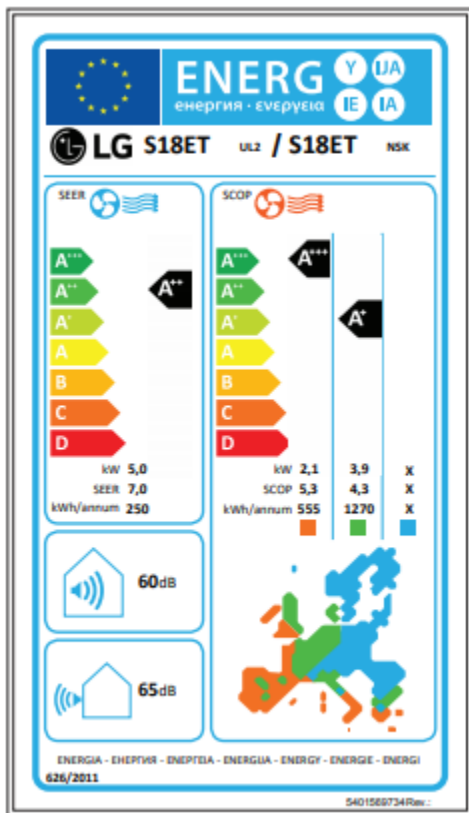 ENERG Y IJA
енергия · ενεργεια IE IA
LG S18ET UL2 / S18ET NSK
SEER
A+++
A++
A+
A
B
C
D
A++
kW 5,0
SEER 7,0
kWh/annum 250
SCOP
A+++
A++
A+
A
B
C
D
A+++
A+
kW 2,1 3,9 X
SCOP 5,3 4,3 X
kWh/annum 555 1270 X
60dB
65dB
ENERGIA - ЕНЕРГИЯ - ΕΝΕΡΓΕΙΑ - ENERGIJA - ENERGY - ENERGIE - ENERGI
626/2011
5401569734 Rev.: